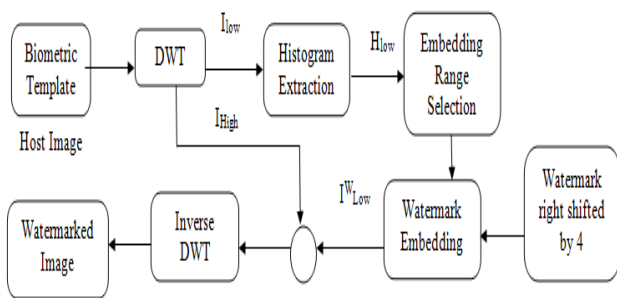 Biometric
Template
Host Image
DWT
I_low
I_High
Histogram
Extraction
H_low
Embedding
Range
Selection
Watermark
right shifted
by 4
Watermark
Embedding
I^W_Low
Inverse
DWT
Watermarked
Image